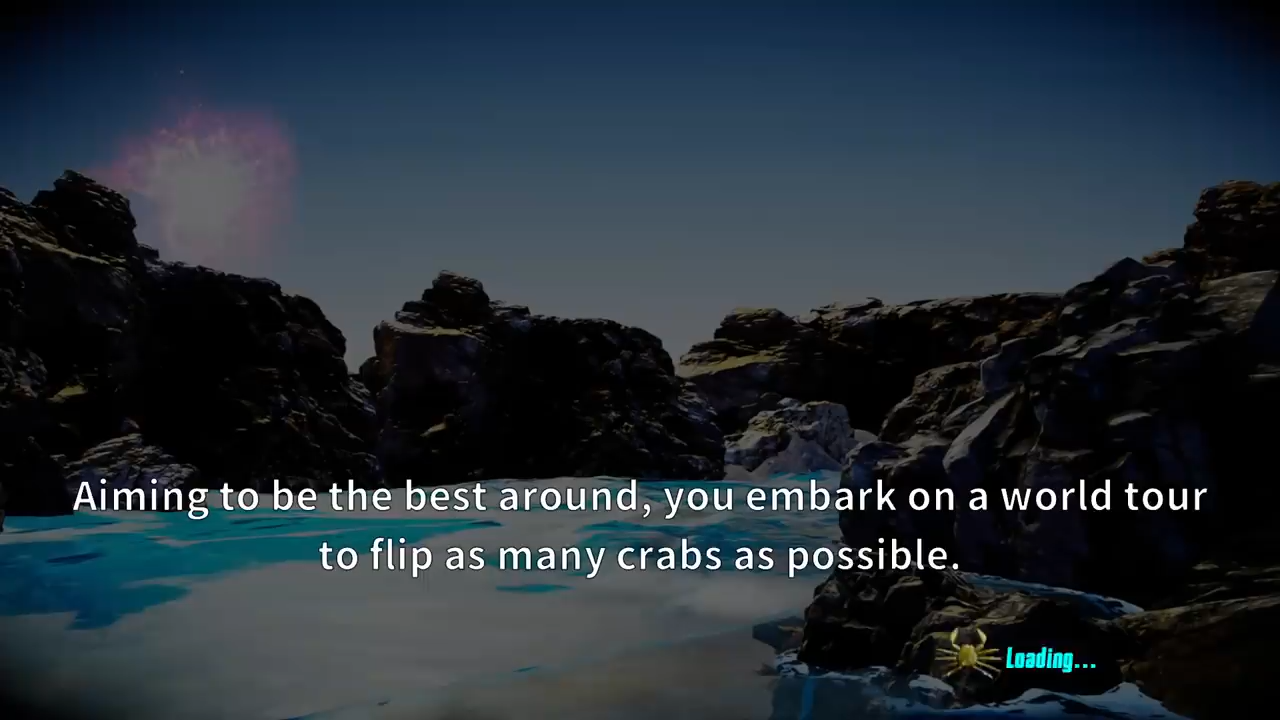 Aiming to be the best around, you embark on a world tour
to flip as many crabs as possible.
Loading...